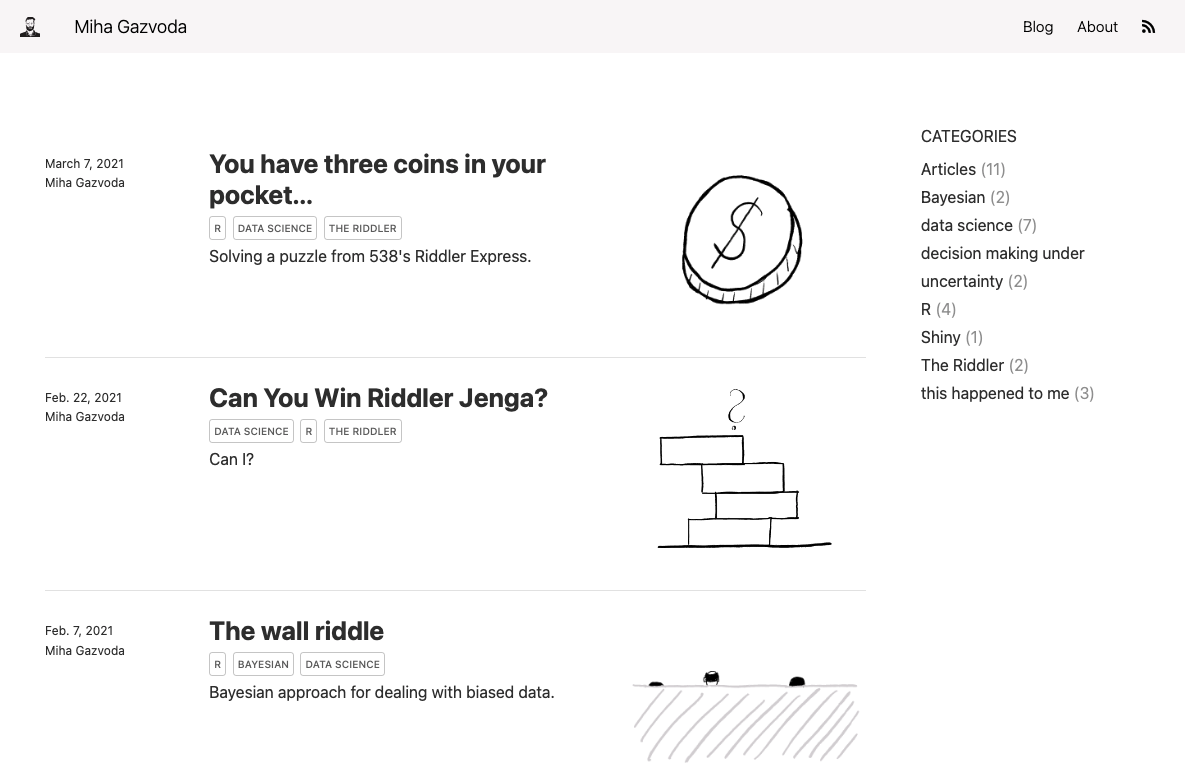 Miha Gazvoda
Blog
About
March 7, 2021
Miha Gazvoda
You have three coins in your
pocket...
R
DATA SCIENCE
THE RIDDLER
Solving a puzzle from 538's Riddler Express.
$
Feb. 22, 2021
Miha Gazvoda
Can You Win Riddler Jenga?
DATA SCIENCE
R
THE RIDDLER
Can I?
?
Feb. 7, 2021
Miha Gazvoda
The wall riddle
R
BAYESIAN
DATA SCIENCE
Bayesian approach for dealing with biased data.
CATEGORIES
Articles (11)
Bayesian (2)
data science (7)
decision making under
uncertainty (2)
R (4)
Shiny (1)
The Riddler (2)
this happened to me (3)